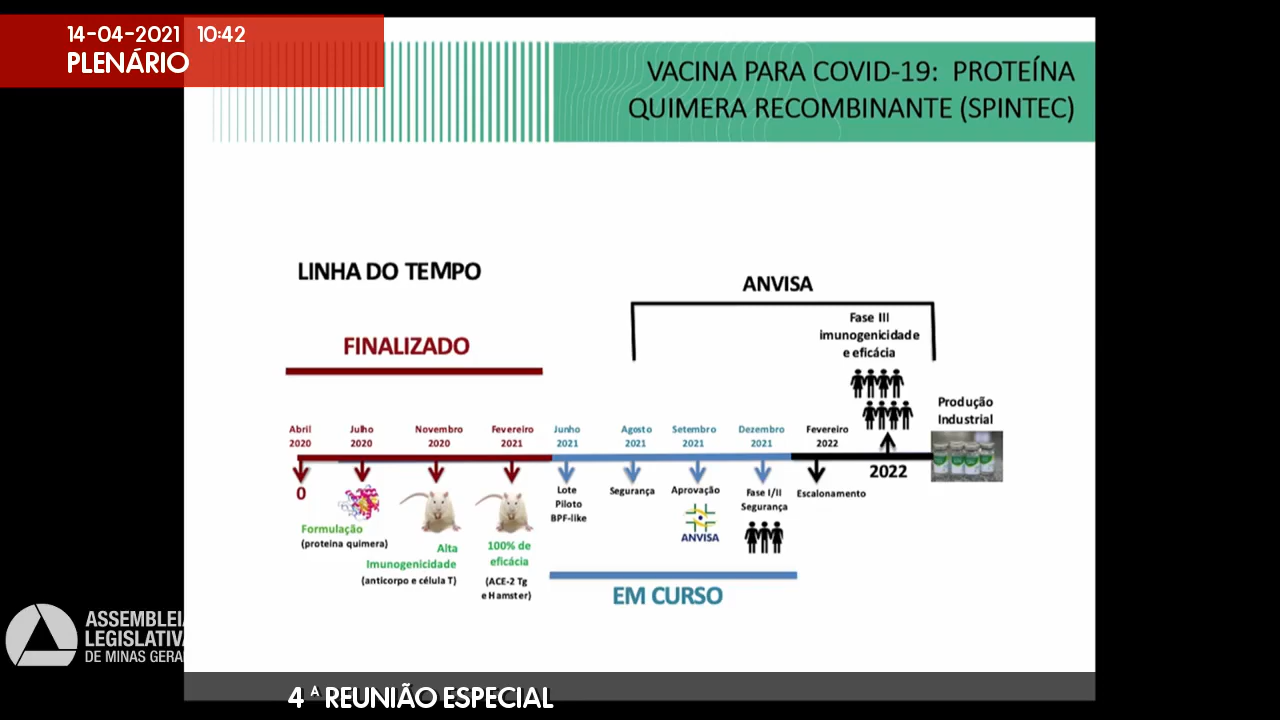 14-04-2021 10:42
PLENÁRIO
VACINA PARA COVID-19: PROTEÍNA
QUIMERA RECOMBINANTE (SPINTEC)
LINHA DO TEMPO
ANVISA
FINALIZADO
Fase III
imunogenicidade
e eficácia
Produção
Industrial
Abril
2020
Julho
2020
Novembro
2020
Fevereiro
2021
Junho
2021
Agosto
2021
Setembro
2021
Dezembro
2021
Fevereiro
2022
2022
0
Formulação
(proteina quimera)
Alta
Imunogenicidade
(anticorpo e célula T)
100% de
eficácia
(ACE-2 Tg
e Hamster)
Lote
Piloto
BPF-like
Segurança
Aprovação
ANVISA
Fase I/II
Segurança
Escalonamento
EM CURSO
ASSEMBLEIA
LEGISLATIVA
DE MINAS GERAI
4ª REUNIÃO ESPECIAL